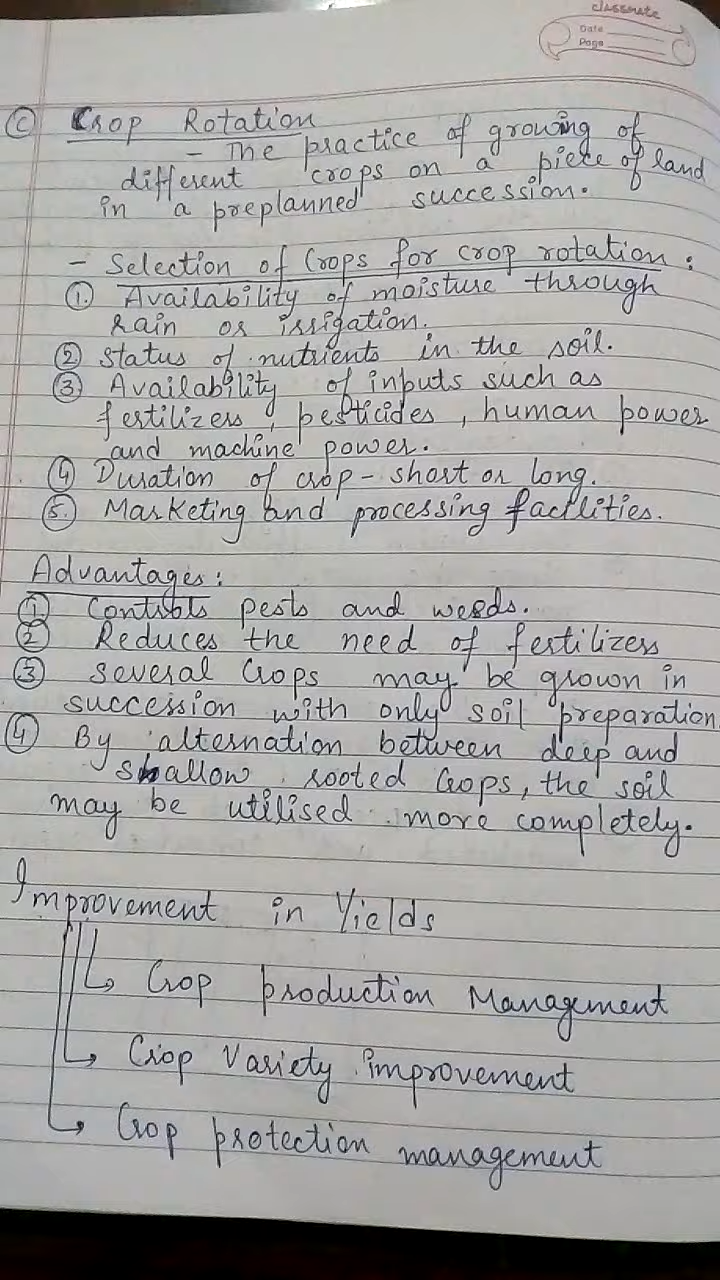 classmate
Date
Page
(C) Crop Rotation
- The practice of growing of
different crops on a piece of land
in a preplanned succession.
- Selection of Crops for crop rotation:
(1). Availability of moisture through
rain or irrigation.
(2) Status of nutrients in the soil.
(3) Availability of inputs such as
fertilizers, pesticides, human power
and machine power.
(4) Duration of crop - short or long.
(5). Marketing and processing facilities.
Advantages:
(1) Controls pests and weeds.
(2) Reduces the need of fertilizers
(3) Several Crops may be grown in
succession with only soil preparation.
(4) By alternation between deep and
shallow rooted Crops, the soil
may be utilised more completely.
Improvement in Yields
↳ Crop production Management
↳ Crop Variety improvement
↳ Crop protection management